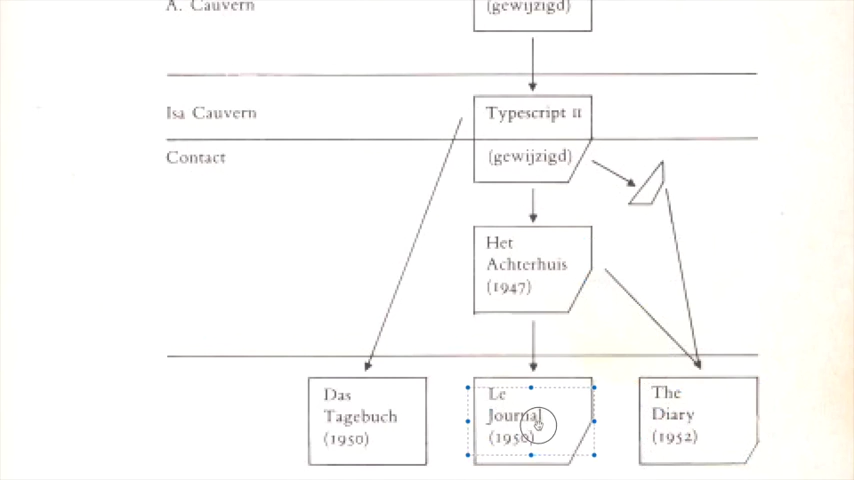 A. Cauvern
(gewijzigd)
Isa Cauvern
Typescript II
Contact
(gewijzigd)
Het
Achterhuis
(1947)
Das
Tagebuch
(1950)
Le
Journal
(1950)
The
Diary
(1952)